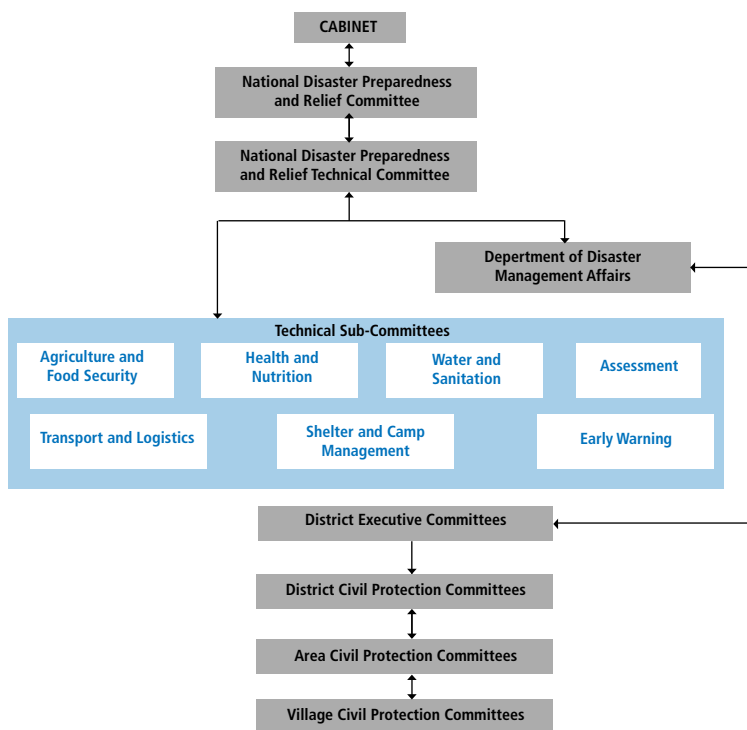 CABINET
National Disaster Preparedness
and Relief Committee
National Disaster Preparedness
and Relief Technical Committee
Depertment of Disaster
Management Affairs
Technical Sub-Committees
Agriculture and
Food Security
Health and
Nutrition
Water and
Sanitation
Assessment
Transport and Logistics
Shelter and Camp
Management
Early Warning
District Executive Committees
District Civil Protection Committees
Area Civil Protection Committees
Village Civil Protection Committees